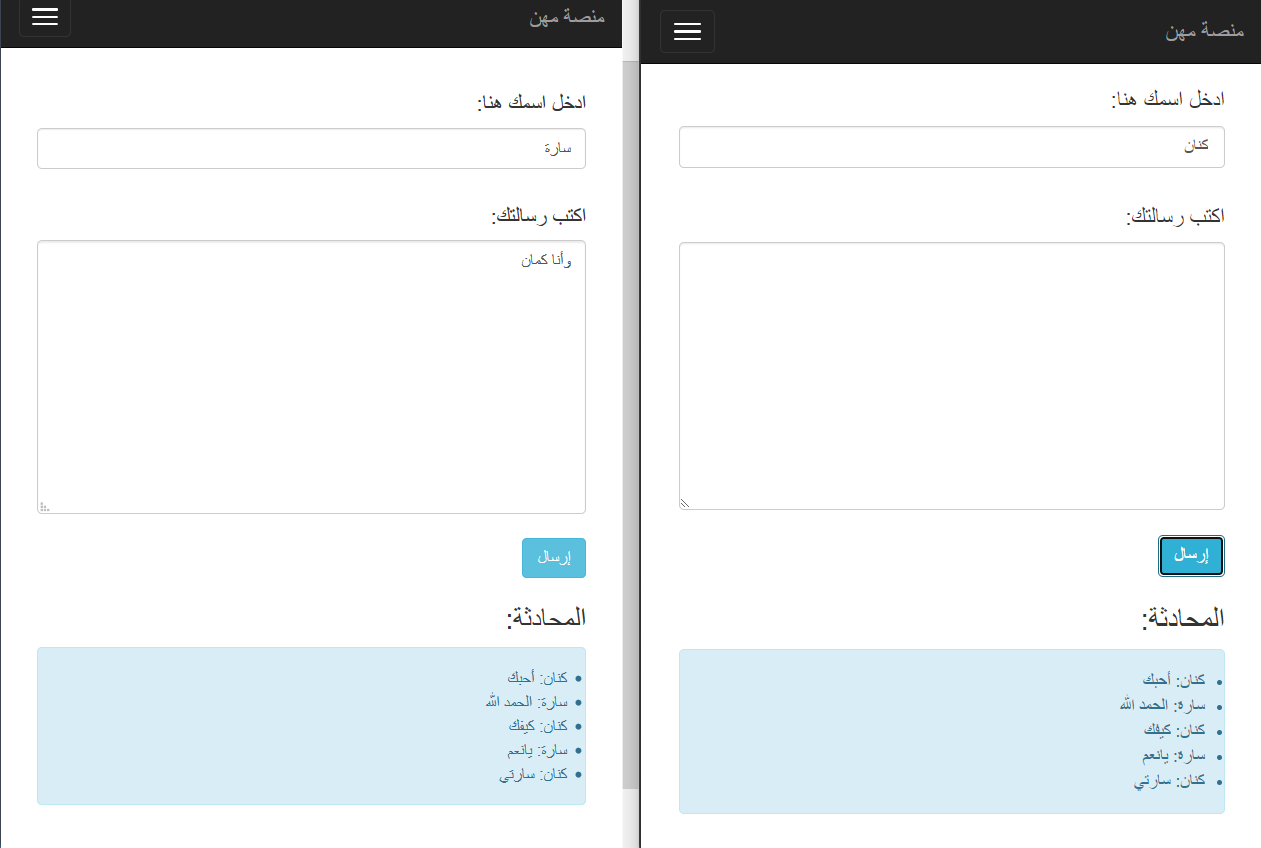 منصة مهن
ادخل اسمك هنا:
سارة
اكتب رسالتك:
وأنا كمان
إرسال
المحادثة:
كنان: أحبك
سارة: الحمد الله
كنان: كيفك
سارة: يانعم
كنان: سارتي
منصة مهن
ادخل اسمك هنا:
كنان
اكتب رسالتك:
إرسال
المحادثة:
كنان: أحبك
سارة: الحمد الله
كنان: كيفك
سارة: يانعم
كنان: سارتي